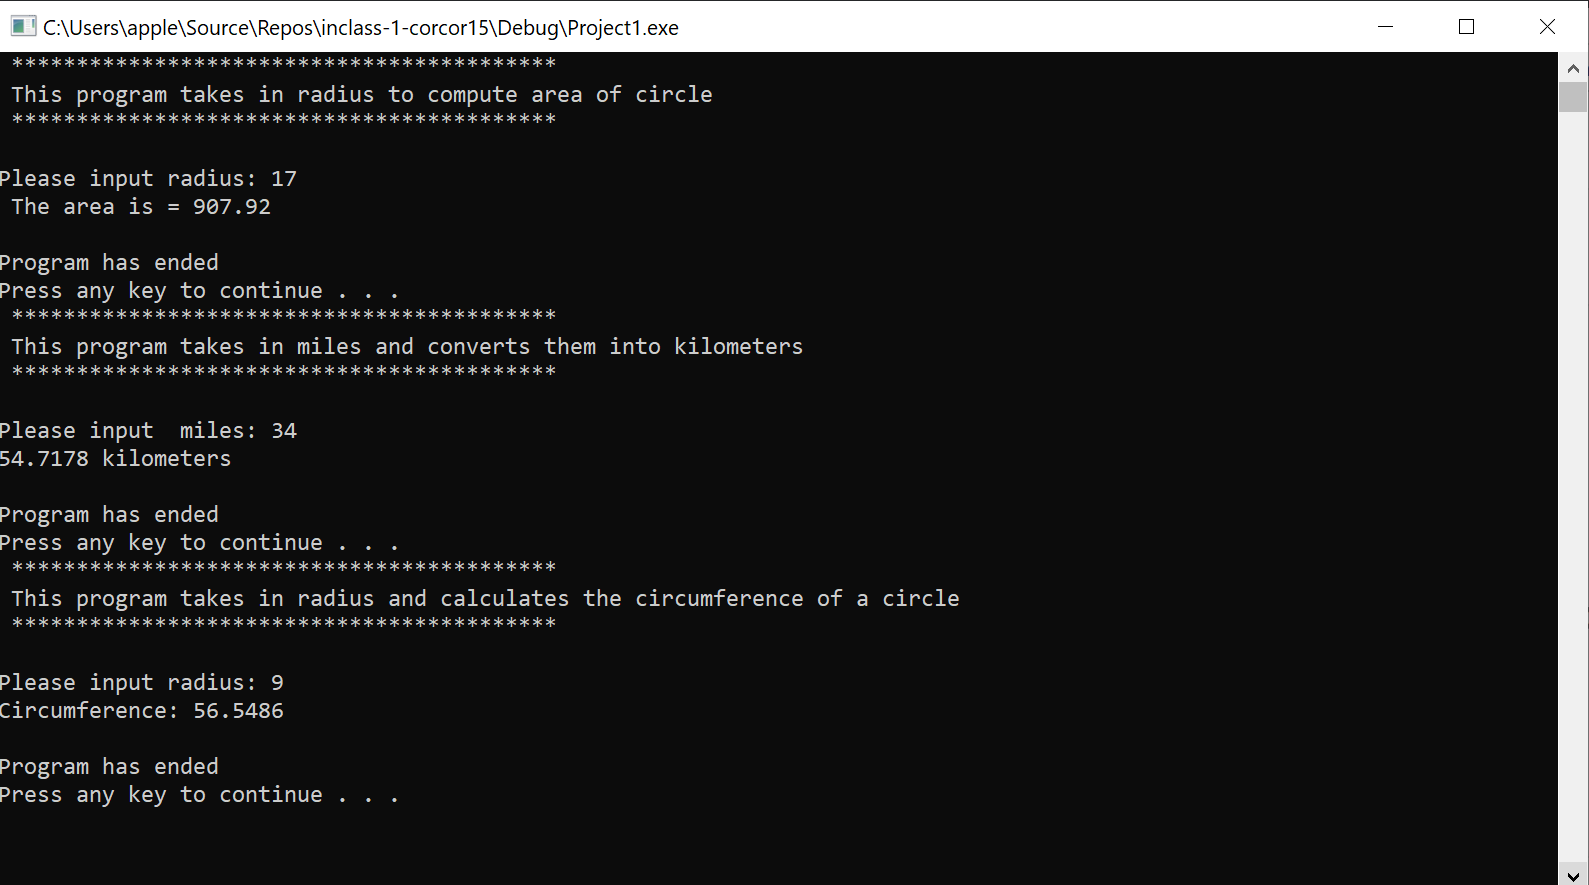 C:\Users\apple\Source\Repos\inclass-1-corcor15\Debug\Project1.exe
******************************************
This program takes in radius to compute area of circle
******************************************
Please input radius: 17
The area is = 907.92
Program has ended
Press any key to continue . . .
******************************************
This program takes in miles and converts them into kilometers
******************************************
Please input  miles: 34
54.7178 kilometers
Program has ended
Press any key to continue . . .
******************************************
This program takes in radius and calculates the circumference of a circle
******************************************
Please input radius: 9
Circumference: 56.5486
Program has ended
Press any key to continue . . .